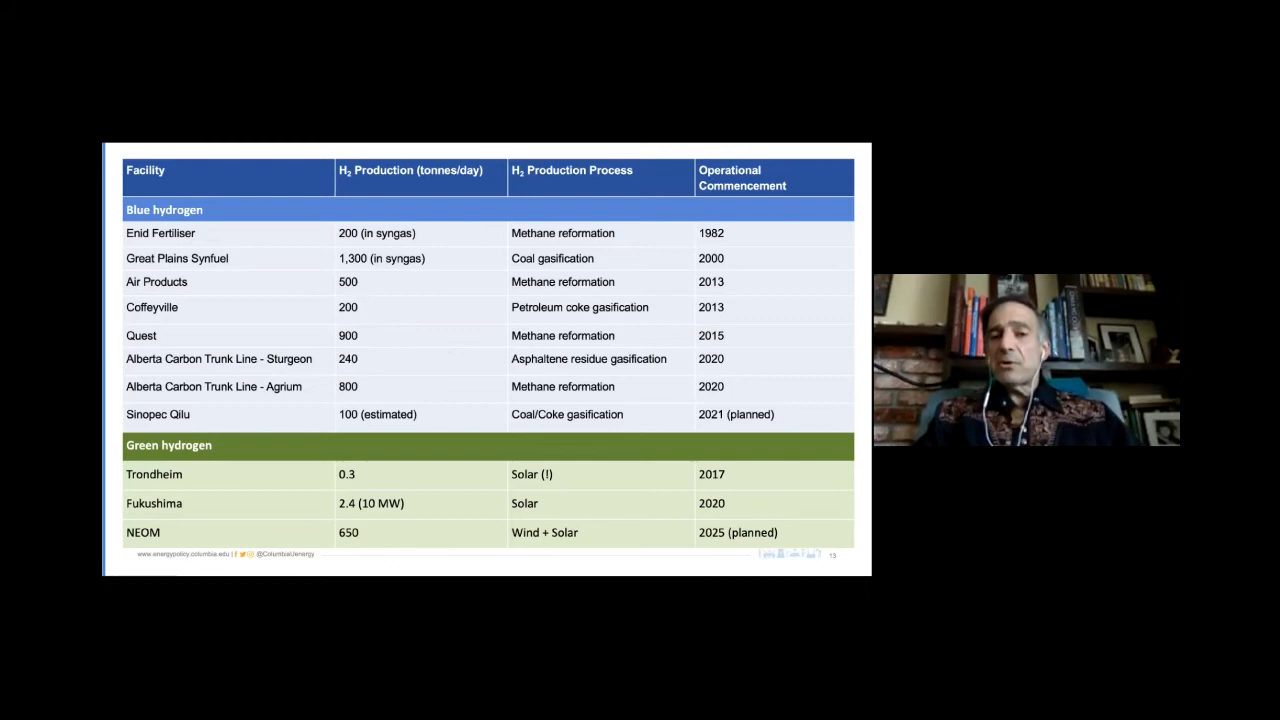 Facility H₂ Production (tonnes/day) H₂ Production Process Operational Commencement
Blue hydrogen
Enid Fertiliser 200 (in syngas) Methane reformation 1982
Great Plains Synfuel 1,300 (in syngas) Coal gasification 2000
Air Products 500 Methane reformation 2013
Coffeyville 200 Petroleum coke gasification 2013
Quest 900 Methane reformation 2015
Alberta Carbon Trunk Line - Sturgeon 240 Asphaltene residue gasification 2020
Alberta Carbon Trunk Line - Agrium 800 Methane reformation 2020
Sinopec Qilu 100 (estimated) Coal/Coke gasification 2021 (planned)
Green hydrogen
Trondheim 0.3 Solar (!) 2017
Fukushima 2.4 (10 MW) Solar 2020
NEOM 650 Wind + Solar 2025 (planned)
www.energypolicy.columbia.edu | @ColumbiaUenergy 13